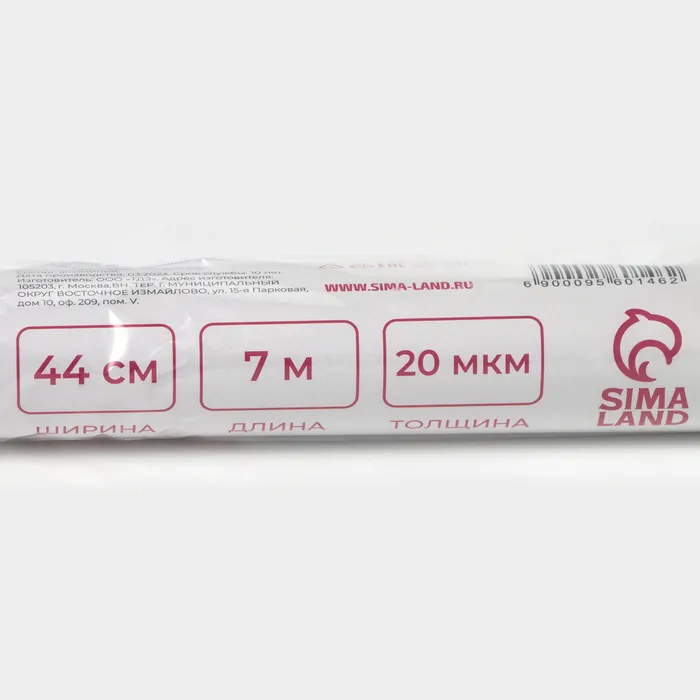 Дата производства: 03.2023. Срок службы: 10 лет.
Изготовитель: ООО «ТДЗ». Адрес изготовителя:
105203, г. Москва, ВН. ТЕР. Г. МУНИЦИПАЛЬНЫЙ
ОКРУГ ВОСТОЧНОЕ ИЗМАЙЛОВО, ул. 15-я Парковая,
дом 10, оф. 209, пом. V.
WWW.SIMA-LAND.RU
6 900095 601462
44 см
ШИРИНА
7 м
ДЛИНА
20 мкм
ТОЛЩИНА
SIMA
LAND